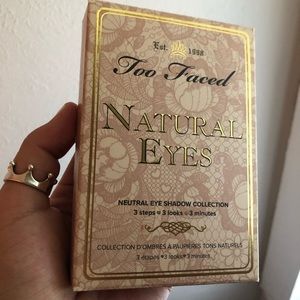 Est. 1998
Too Faced
NATURAL
EYES
NEUTRAL EYE SHADOW COLLECTION
3 steps = 3 looks = 3 minutes
COLLECTION D'OMBRES À PAUPIÈRES TONS NATURELS
3 étapes • 3 looks • 3 minutes